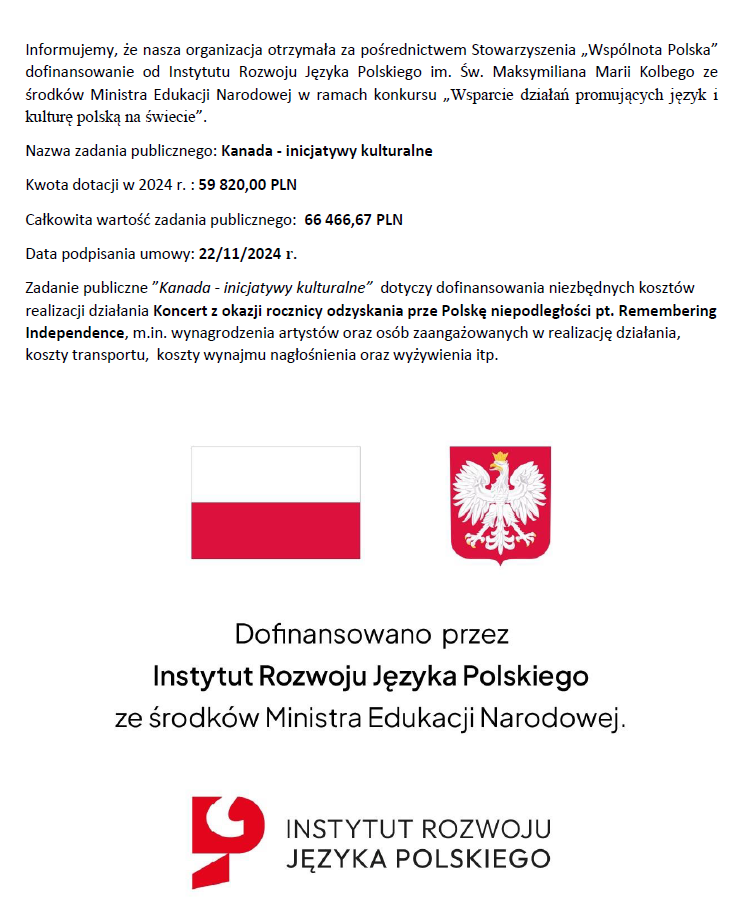 Informujemy, że nasza organizacja otrzymała za pośrednictwem Stowarzyszenia „Wspólnota Polska”
dofinansowanie od Instytutu Rozwoju Języka Polskiego im. Św. Maksymiliana Marii Kolbego ze
środków Ministra Edukacji Narodowej w ramach konkursu „Wsparcie działań promujących język i
kulturę polską na świecie”.
Nazwa zadania publicznego: Kanada - inicjatywy kulturalne
Kwota dotacji w 2024 r. : 59 820,00 PLN
Całkowita wartość zadania publicznego: 66 466,67 PLN
Data podpisania umowy: 22/11/2024 r.
Zadanie publiczne ”Kanada - inicjatywy kulturalne” dotyczy dofinansowania niezbędnych kosztów
realizacji działania Koncert z okazji rocznicy odzyskania prze Polskę niepodległości pt. Remembering
Independence, m.in. wynagrodzenia artystów oraz osób zaangażowanych w realizację działania,
koszty transportu, koszty wynajmu nagłośnienia oraz wyżywienia itp.
Dofinansowano przez
Instytut Rozwoju Języka Polskiego
ze środków Ministra Edukacji Narodowej.
INSTYTUT ROZWOJU
JĘZYKA POLSKIEGO